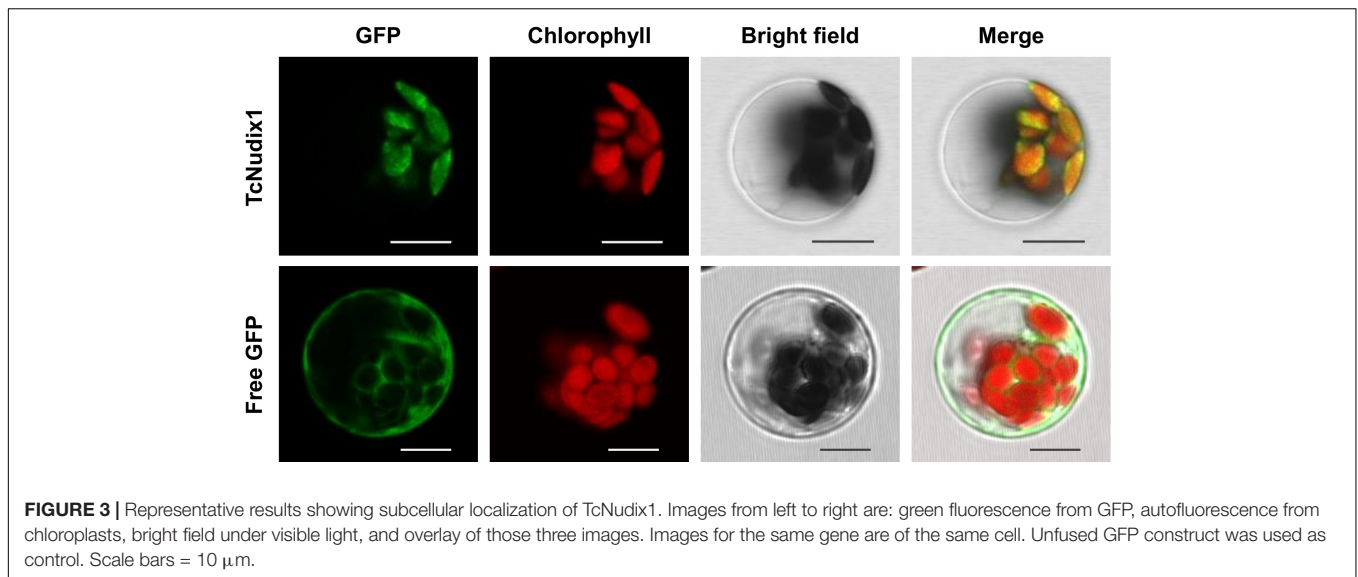 GFP Chlorophyll Bright field Merge
TcNudix1
Free GFP
FIGURE 3 | Representative results showing subcellular localization of TcNudix1. Images from left to right are: green fluorescence from GFP, autofluorescence from
chloroplasts, bright field under visible light, and overlay of those three images. Images for the same gene are of the same cell. Unfused GFP construct was used as
control. Scale bars = 10 μm.